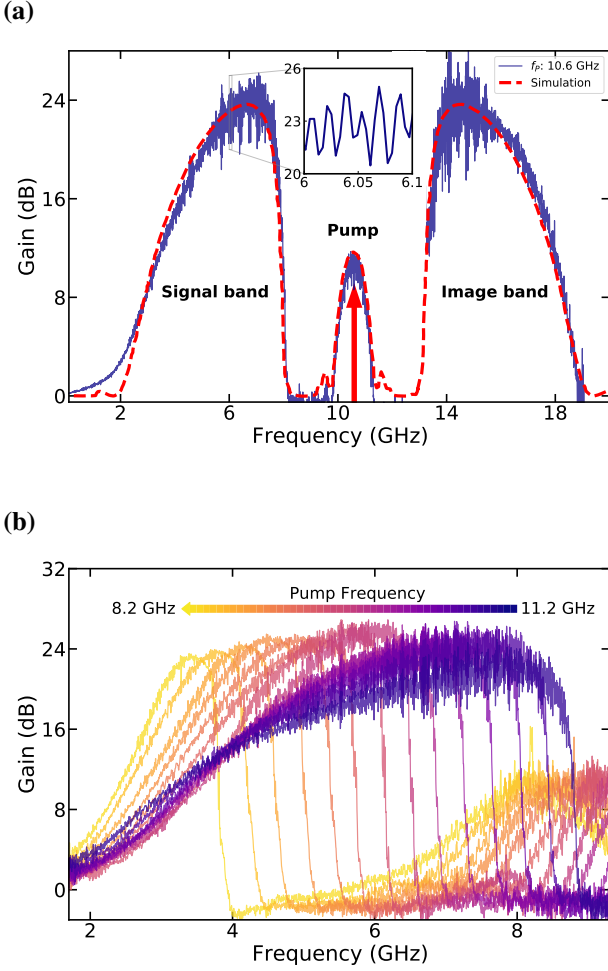 (a)
f_P: 10.6 GHz
Simulation
26
23
20
6
6.05
6.1
24
16
8
0
Gain (dB)
Pump
Signal band
Image band
2
6
10
14
18
Frequency (GHz)
(b)
32
24
16
8
0
Gain (dB)
Pump Frequency
8.2 GHz
11.2 GHz
2
4
6
8
Frequency (GHz)